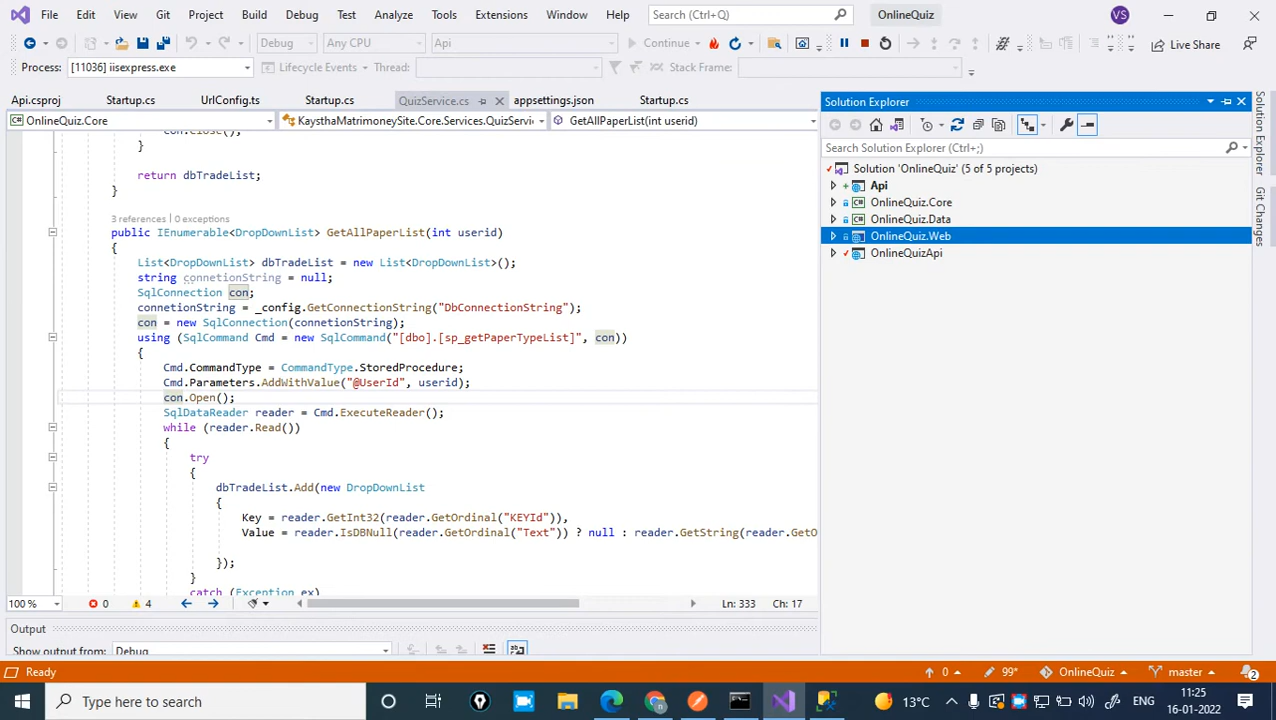 File Edit View Git Project Build Debug Test Analyze Tools Extensions Window Help Search (Ctrl+Q) OnlineQuiz VS
Debug Any CPU Api Continue Live Share
Process: [11036] iisexpress.exe Lifecycle Events Thread: Stack Frame:
Api.csproj Startup.cs UrlConfig.ts Startup.cs QuizService.cs appsettings.json Startup.cs
OnlineQuiz.Core KaysthaMatrimoneySite.Core.Services.QuizServi GetAllPaperList(int userid)
con.Close();
}
return dbTradeList;
}
3 references | 0 exceptions
public IEnumerable<DropDownList> GetAllPaperList(int userid)
{
List<DropDownList> dbTradeList = new List<DropDownList>();
string connetionString = null;
SqlConnection con;
connetionString = _config.GetConnectionString("DbConnectionString");
con = new SqlConnection(connetionString);
using (SqlCommand Cmd = new SqlCommand("[dbo].[sp_getPaperTypeList]", con))
{
Cmd.CommandType = CommandType.StoredProcedure;
Cmd.Parameters.AddWithValue("@UserId", userid);
con.Open();
SqlDataReader reader = Cmd.ExecuteReader();
while (reader.Read())
{
try
{
dbTradeList.Add(new DropDownList
{
Key = reader.GetInt32(reader.GetOrdinal("KEYId")),
Value = reader.IsDBNull(reader.GetOrdinal("Text")) ? null : reader.GetString(reader.GetO
});
}
catch (Exception ex)
100 % 0 4 Ln: 333 Ch: 17
Output
Show output from: Debug
Solution Explorer
Search Solution Explorer (Ctrl+;)
Solution 'OnlineQuiz' (5 of 5 projects)
Api
OnlineQuiz.Core
OnlineQuiz.Data
OnlineQuiz.Web
OnlineQuizApi
Solution Explorer
Git Changes
Ready 0 99* OnlineQuiz master 2
Type here to search 13°C ENG 11:25
16-01-2022